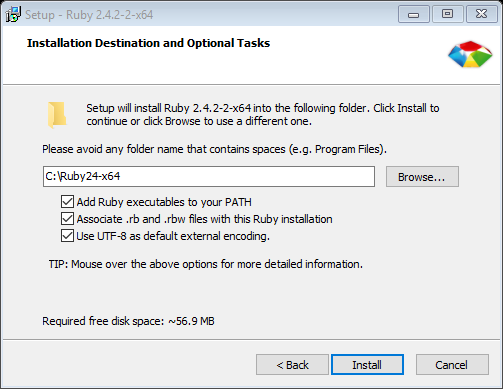 Setup - Ruby 2.4.2-2-x64
Installation Destination and Optional Tasks
Setup will install Ruby 2.4.2-2-x64 into the following folder. Click Install to
continue or click Browse to use a different one.
Please avoid any folder name that contains spaces (e.g. Program Files).
C:\Ruby24-x64
Browse...
Add Ruby executables to your PATH
Associate .rb and .rbw files with this Ruby installation
Use UTF-8 as default external encoding.
TIP: Mouse over the above options for more detailed information.
Required free disk space: ~56.9 MB
< Back Install Cancel